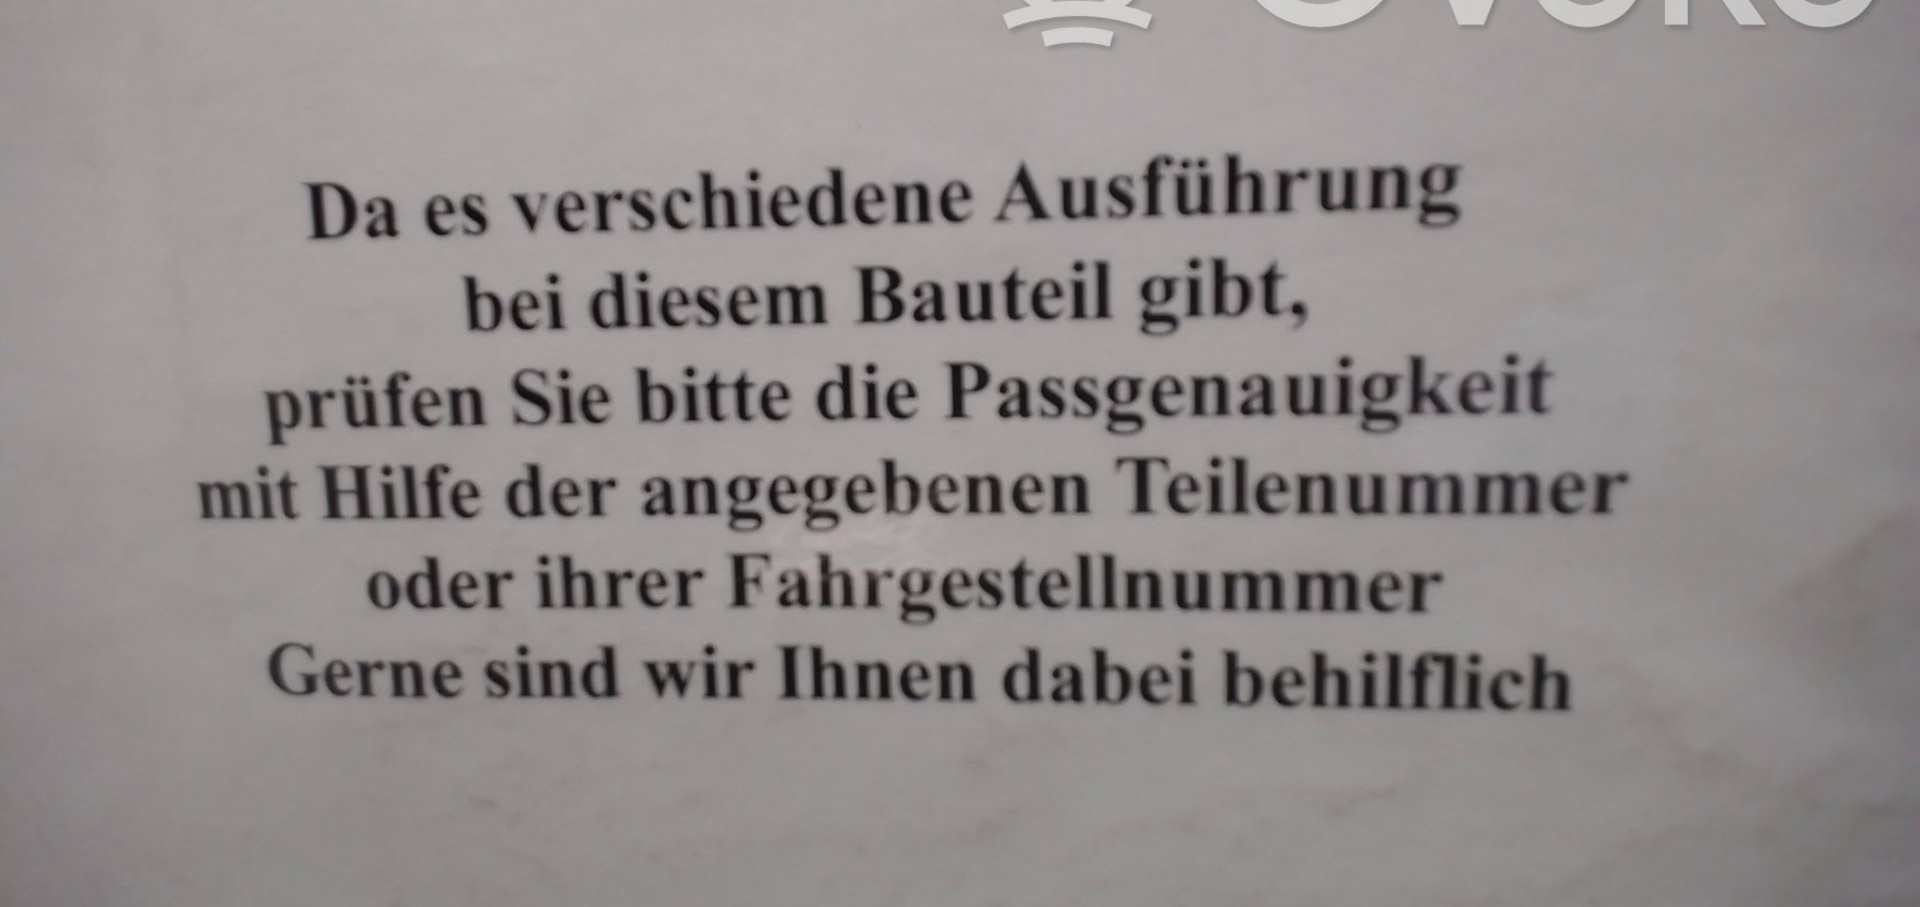 Da es verschiedene Ausführung
bei diesem Bauteil gibt,
prüfen Sie bitte die Passgenauigkeit
mit Hilfe der angegebenen Teilenummer
oder ihrer Fahrgestellnummer
Gerne sind wir Ihnen dabei behilflich